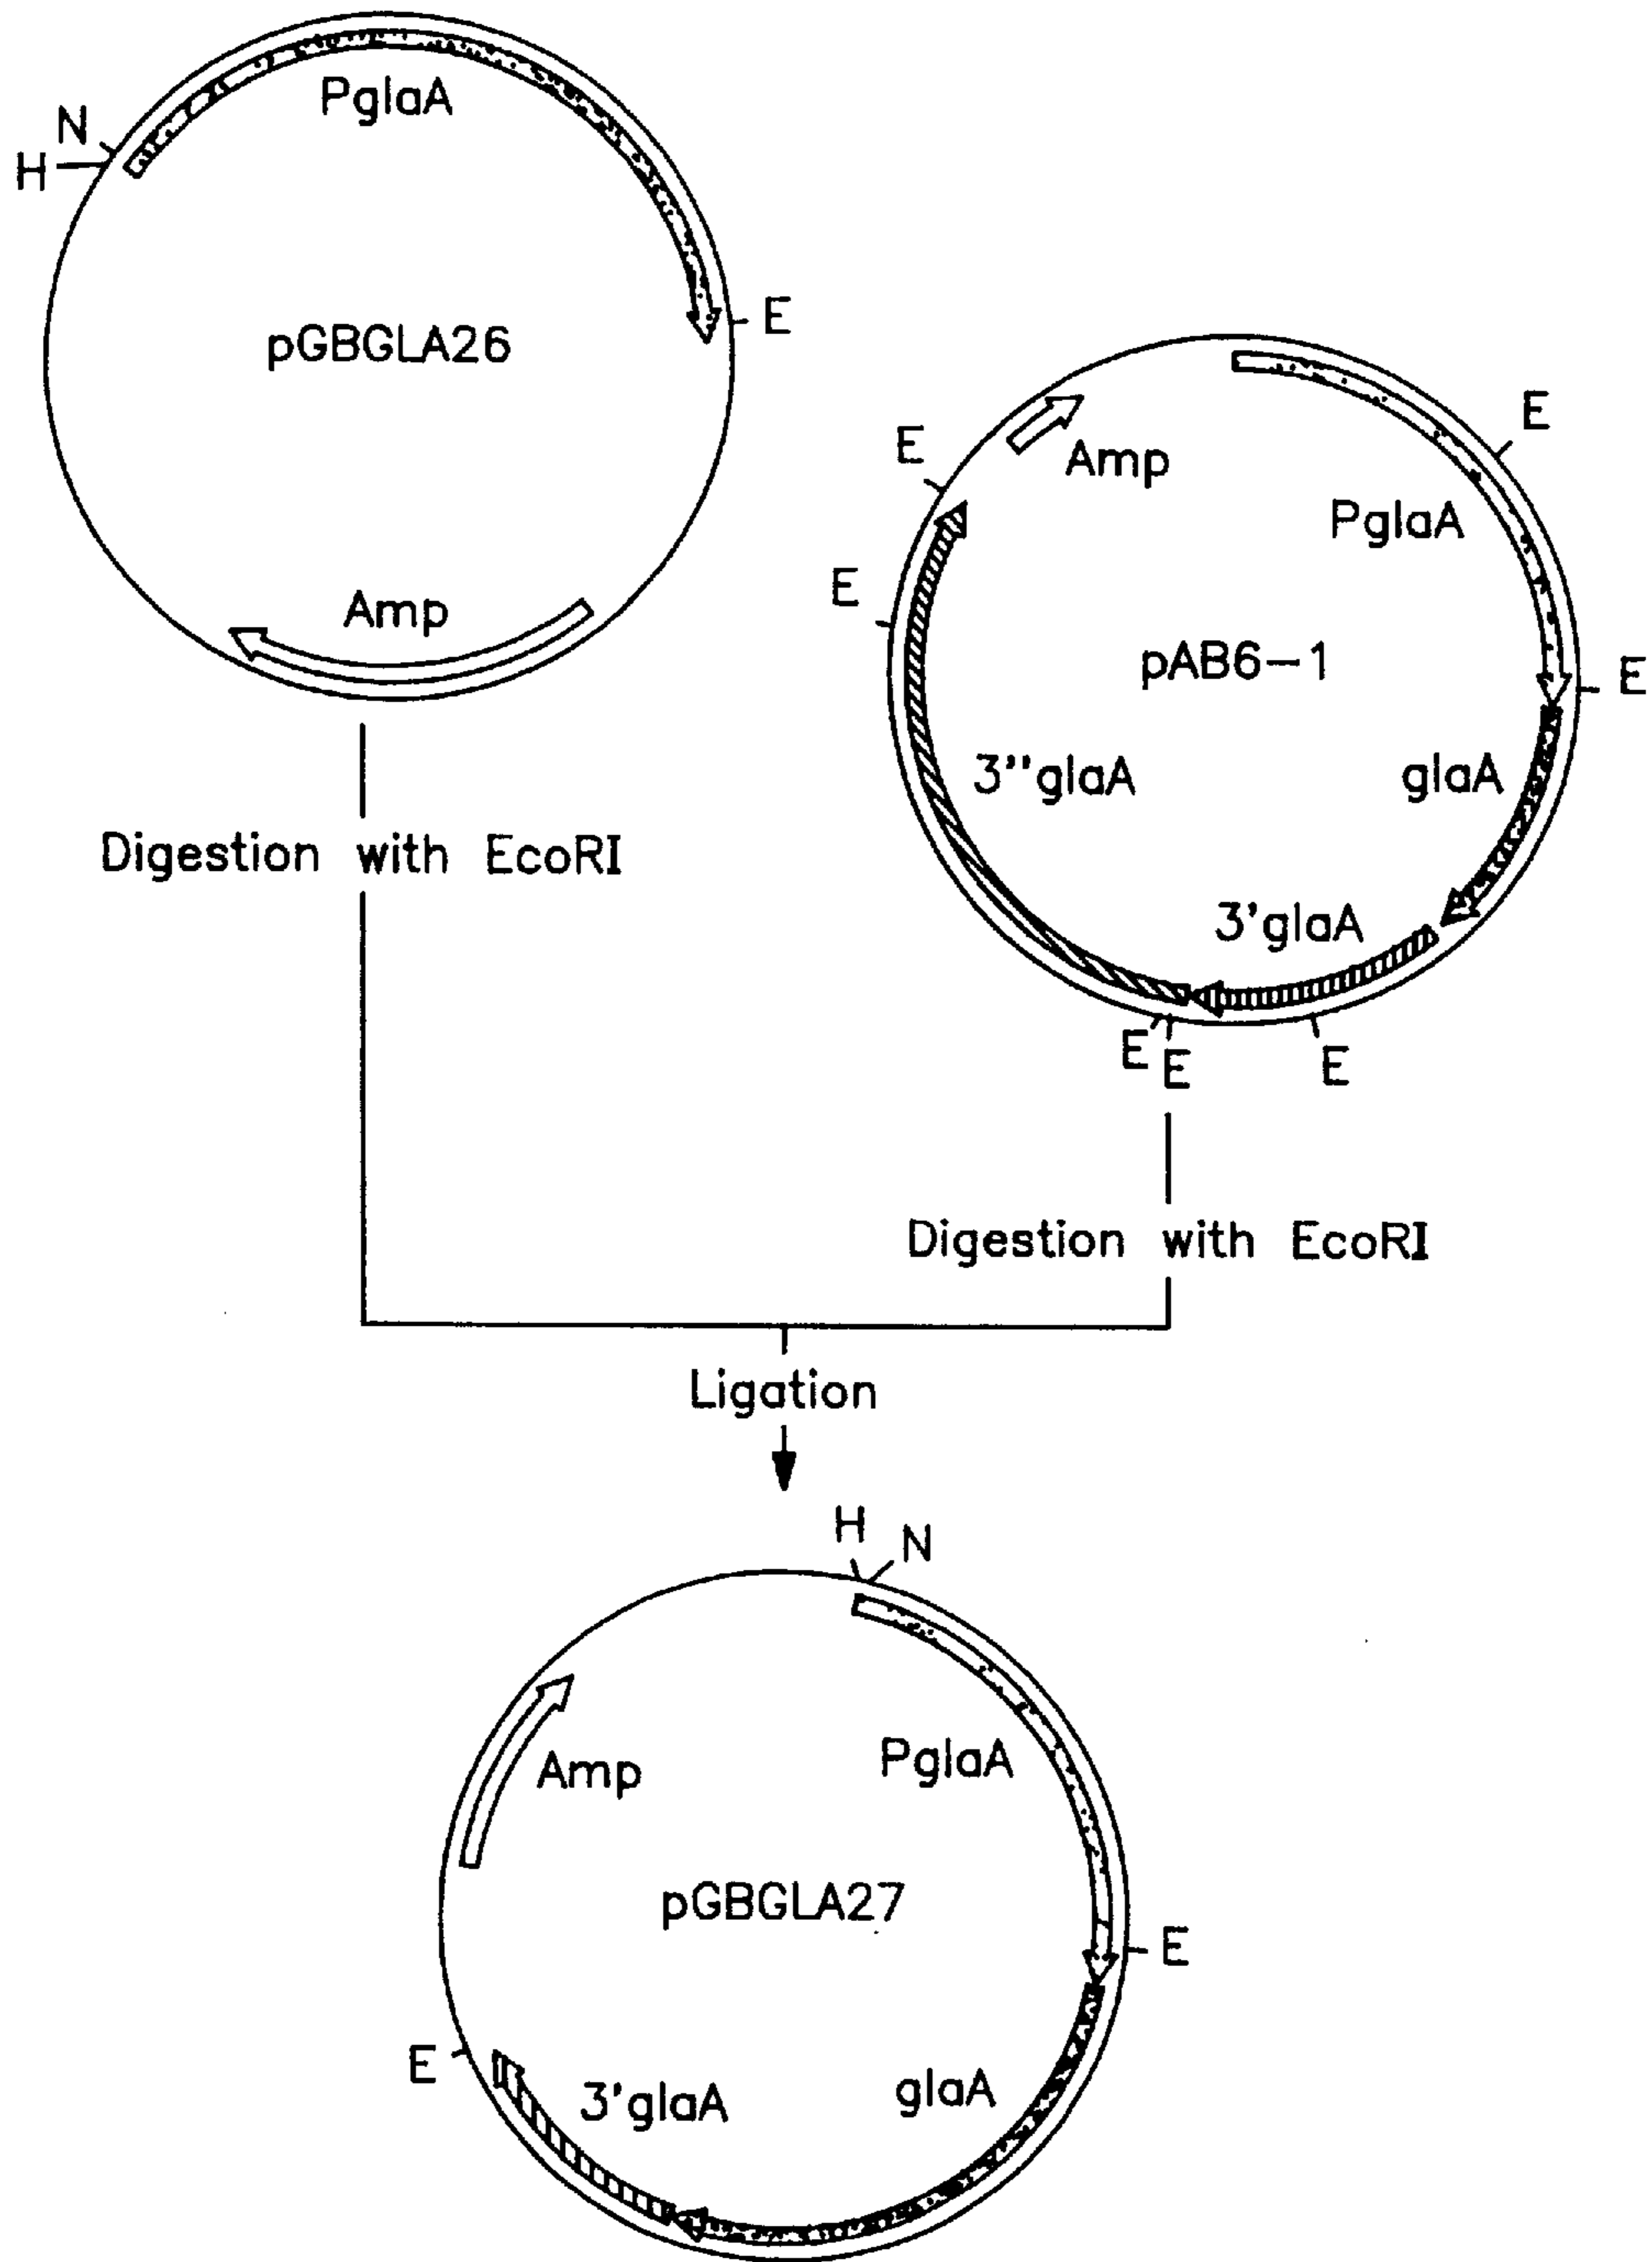 PglaA
N
H
E
pGBGLA26
Amp
Digestion with EcoRI
E
E
Amp
PglaA
E
pAB6-1
E
3''glaA
glaA
3'glaA
E
E
E
Digestion with EcoRI
Ligation
H
N
PglaA
Amp
pGBGLA27
E
E
3'glaA
glaA